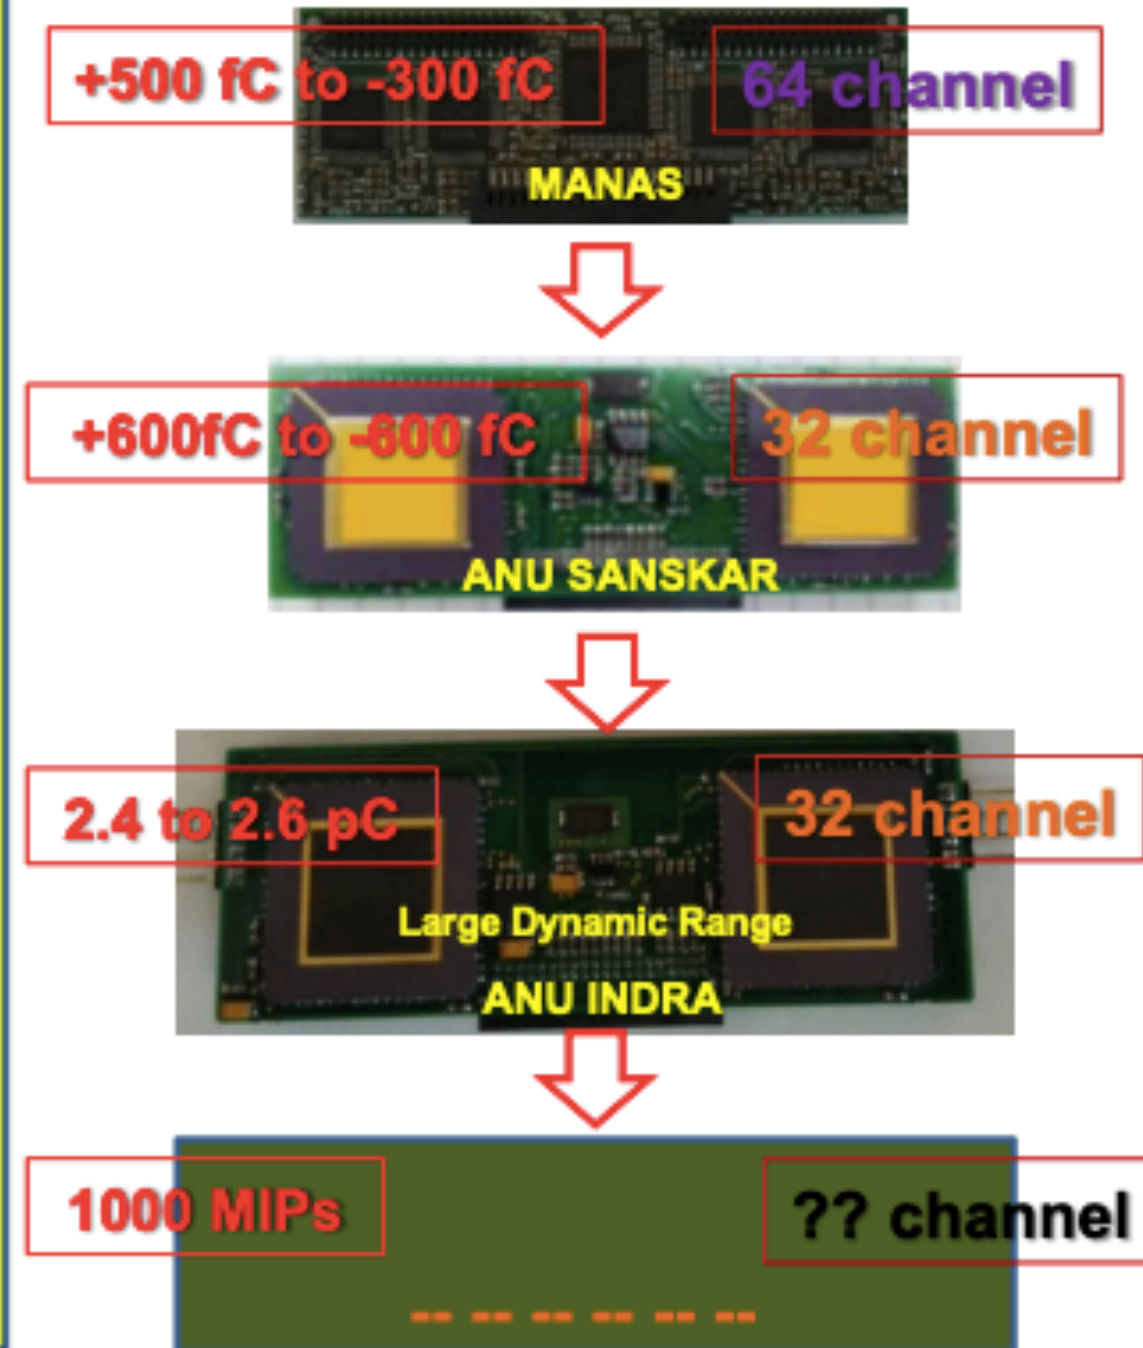 +500 fC to -300 fC
64 channel
MANAS
+600fC to -600 fC
32 channel
ANU SANSKAR
2.4 to 2.6 pC
32 channel
Large Dynamic Range
ANU INDRA
1000 MIPs
?? channel
-- -- -- -- -- --